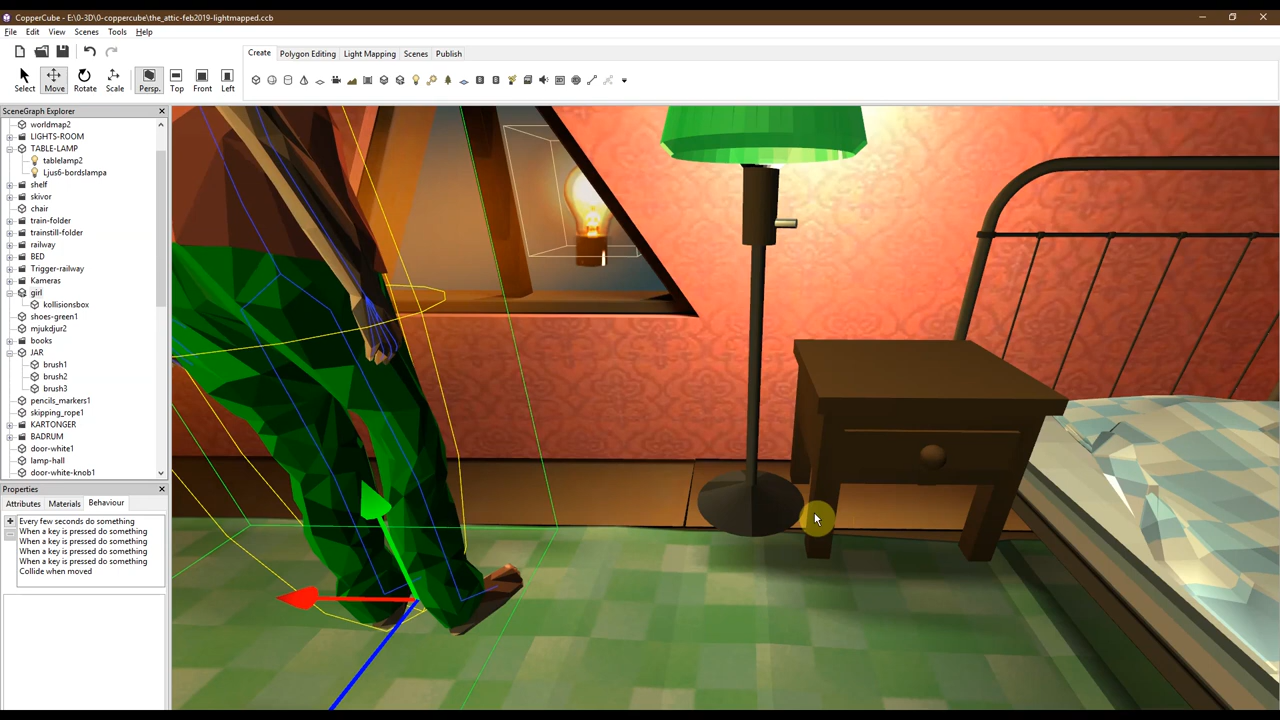 CopperCube - E:\0-3D\0-coppercube\the_attic-feb2019-lightmapped.ccb
File Edit View Scenes Tools Help
Create Polygon Editing Light Mapping Scenes Publish
Select Move Rotate Scale Persp. Top Front Left
SceneGraph Explorer
worldmap2
LIGHTS-ROOM
TABLE-LAMP
tablelamp2
Ljus6-bordslampa
shelf
skivor
chair
train-folder
trainstill-folder
railway
BED
Trigger-railway
Kameras
girl
kollisionsbox
shoes-green1
mjukdjur2
books
JAR
brush1
brush2
brush3
pencils_markers1
skipping_rope1
KARTONGER
BADRUM
door-white1
lamp-hall
door-white-knob1
Properties
Attributes Materials Behaviour
Every few seconds do something
When a key is pressed do something
When a key is pressed do something
When a key is pressed do something
When a key is pressed do something
Collide when moved